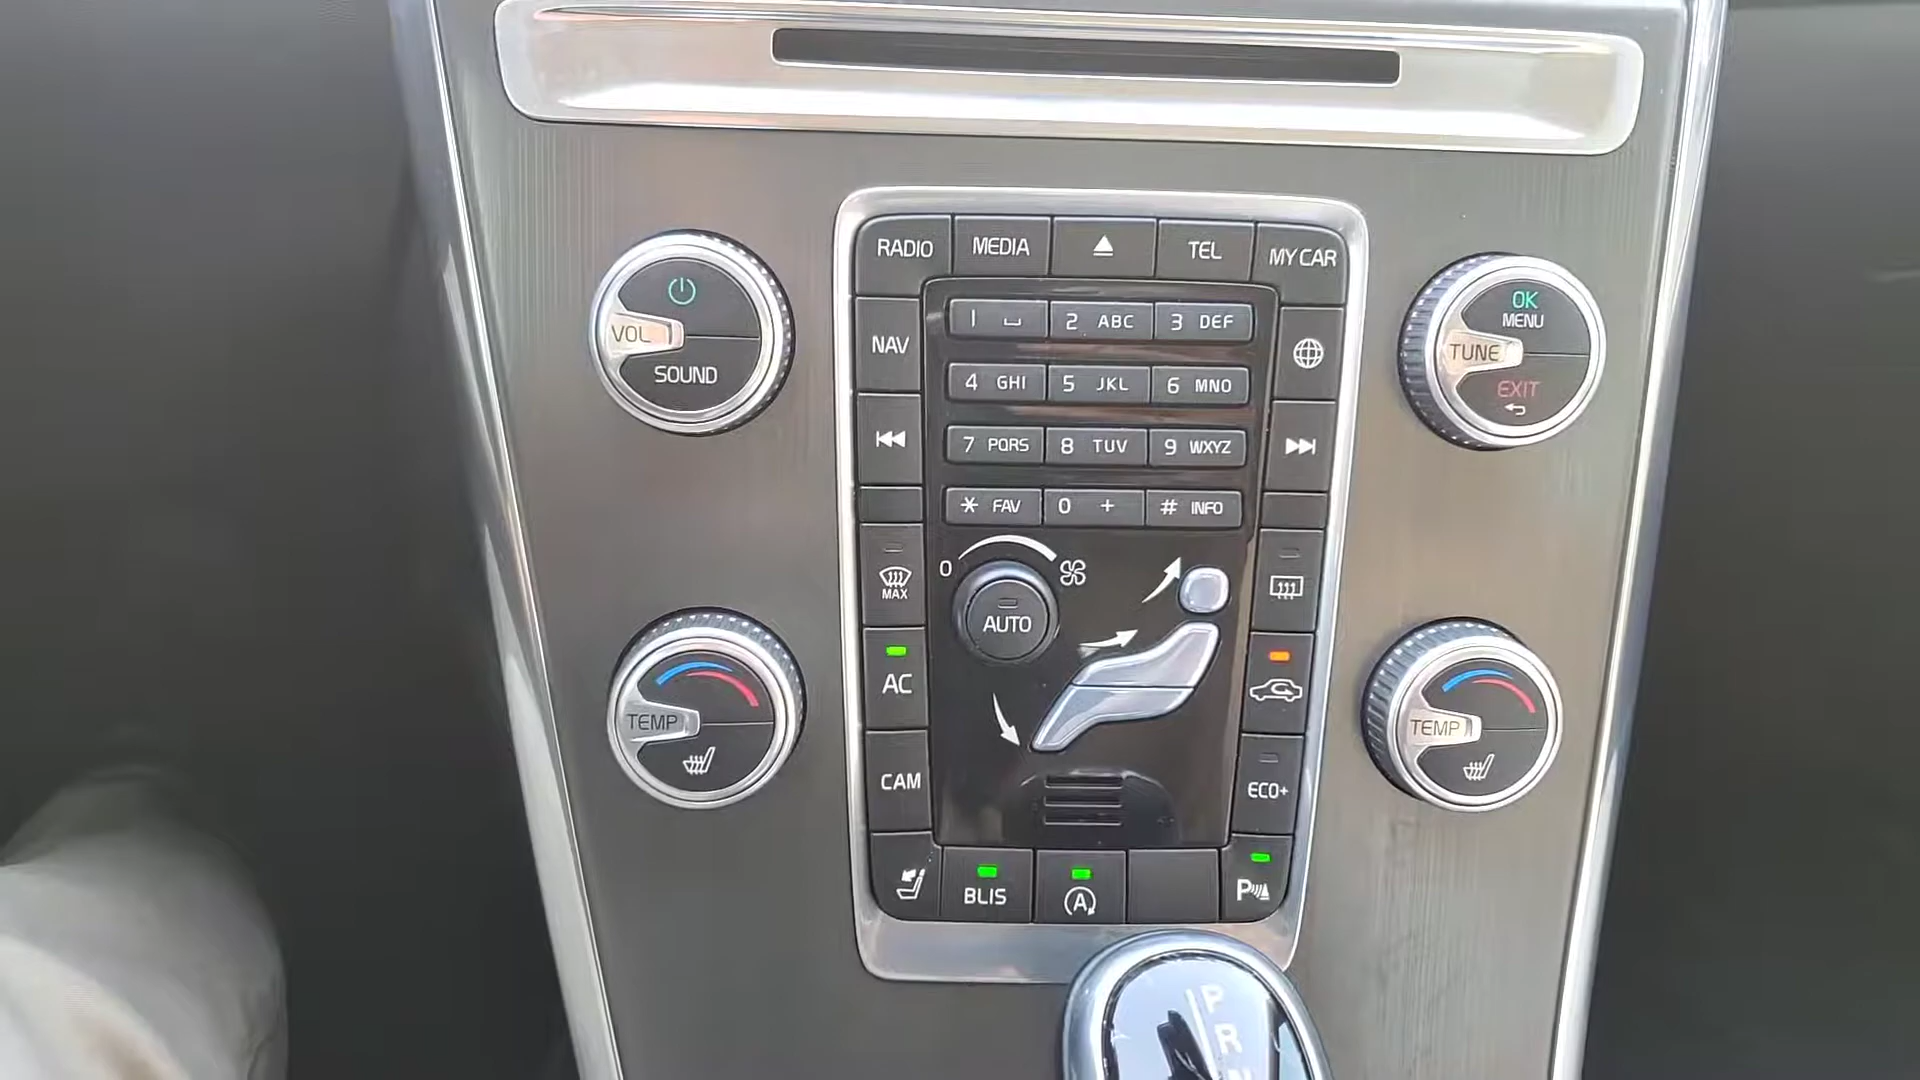 RADIO
MEDIA
TEL
MY CAR
VOL
SOUND
NAV
1
2 ABC
3 DEF
4 GHI
5 JKL
6 MNO
7 PQRS
8 TUV
9 WXYZ
* FAV
0 +
# INFO
OK
MENU
TUNE
EXIT
MAX
0
AUTO
AC
TEMP
TEMP
CAM
ECO+
BLIS
A
P
P
R
N